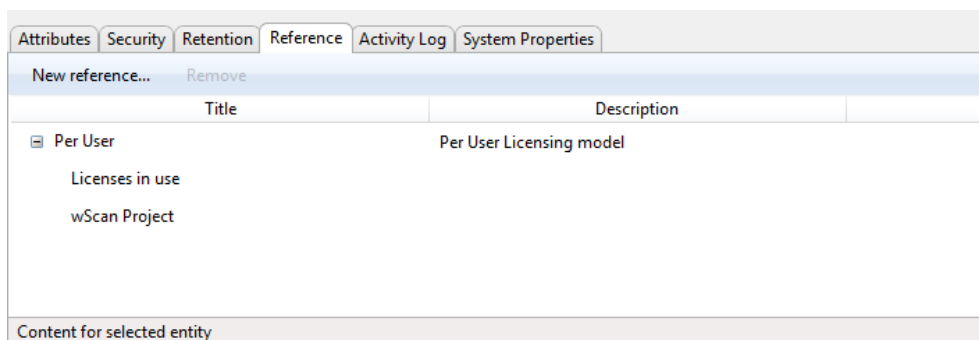 Attributes Security Retention Reference Activity Log System Properties
New reference... Remove
Title Description
Per User Per User Licensing model
Licenses in use
wScan Project
Content for selected entity